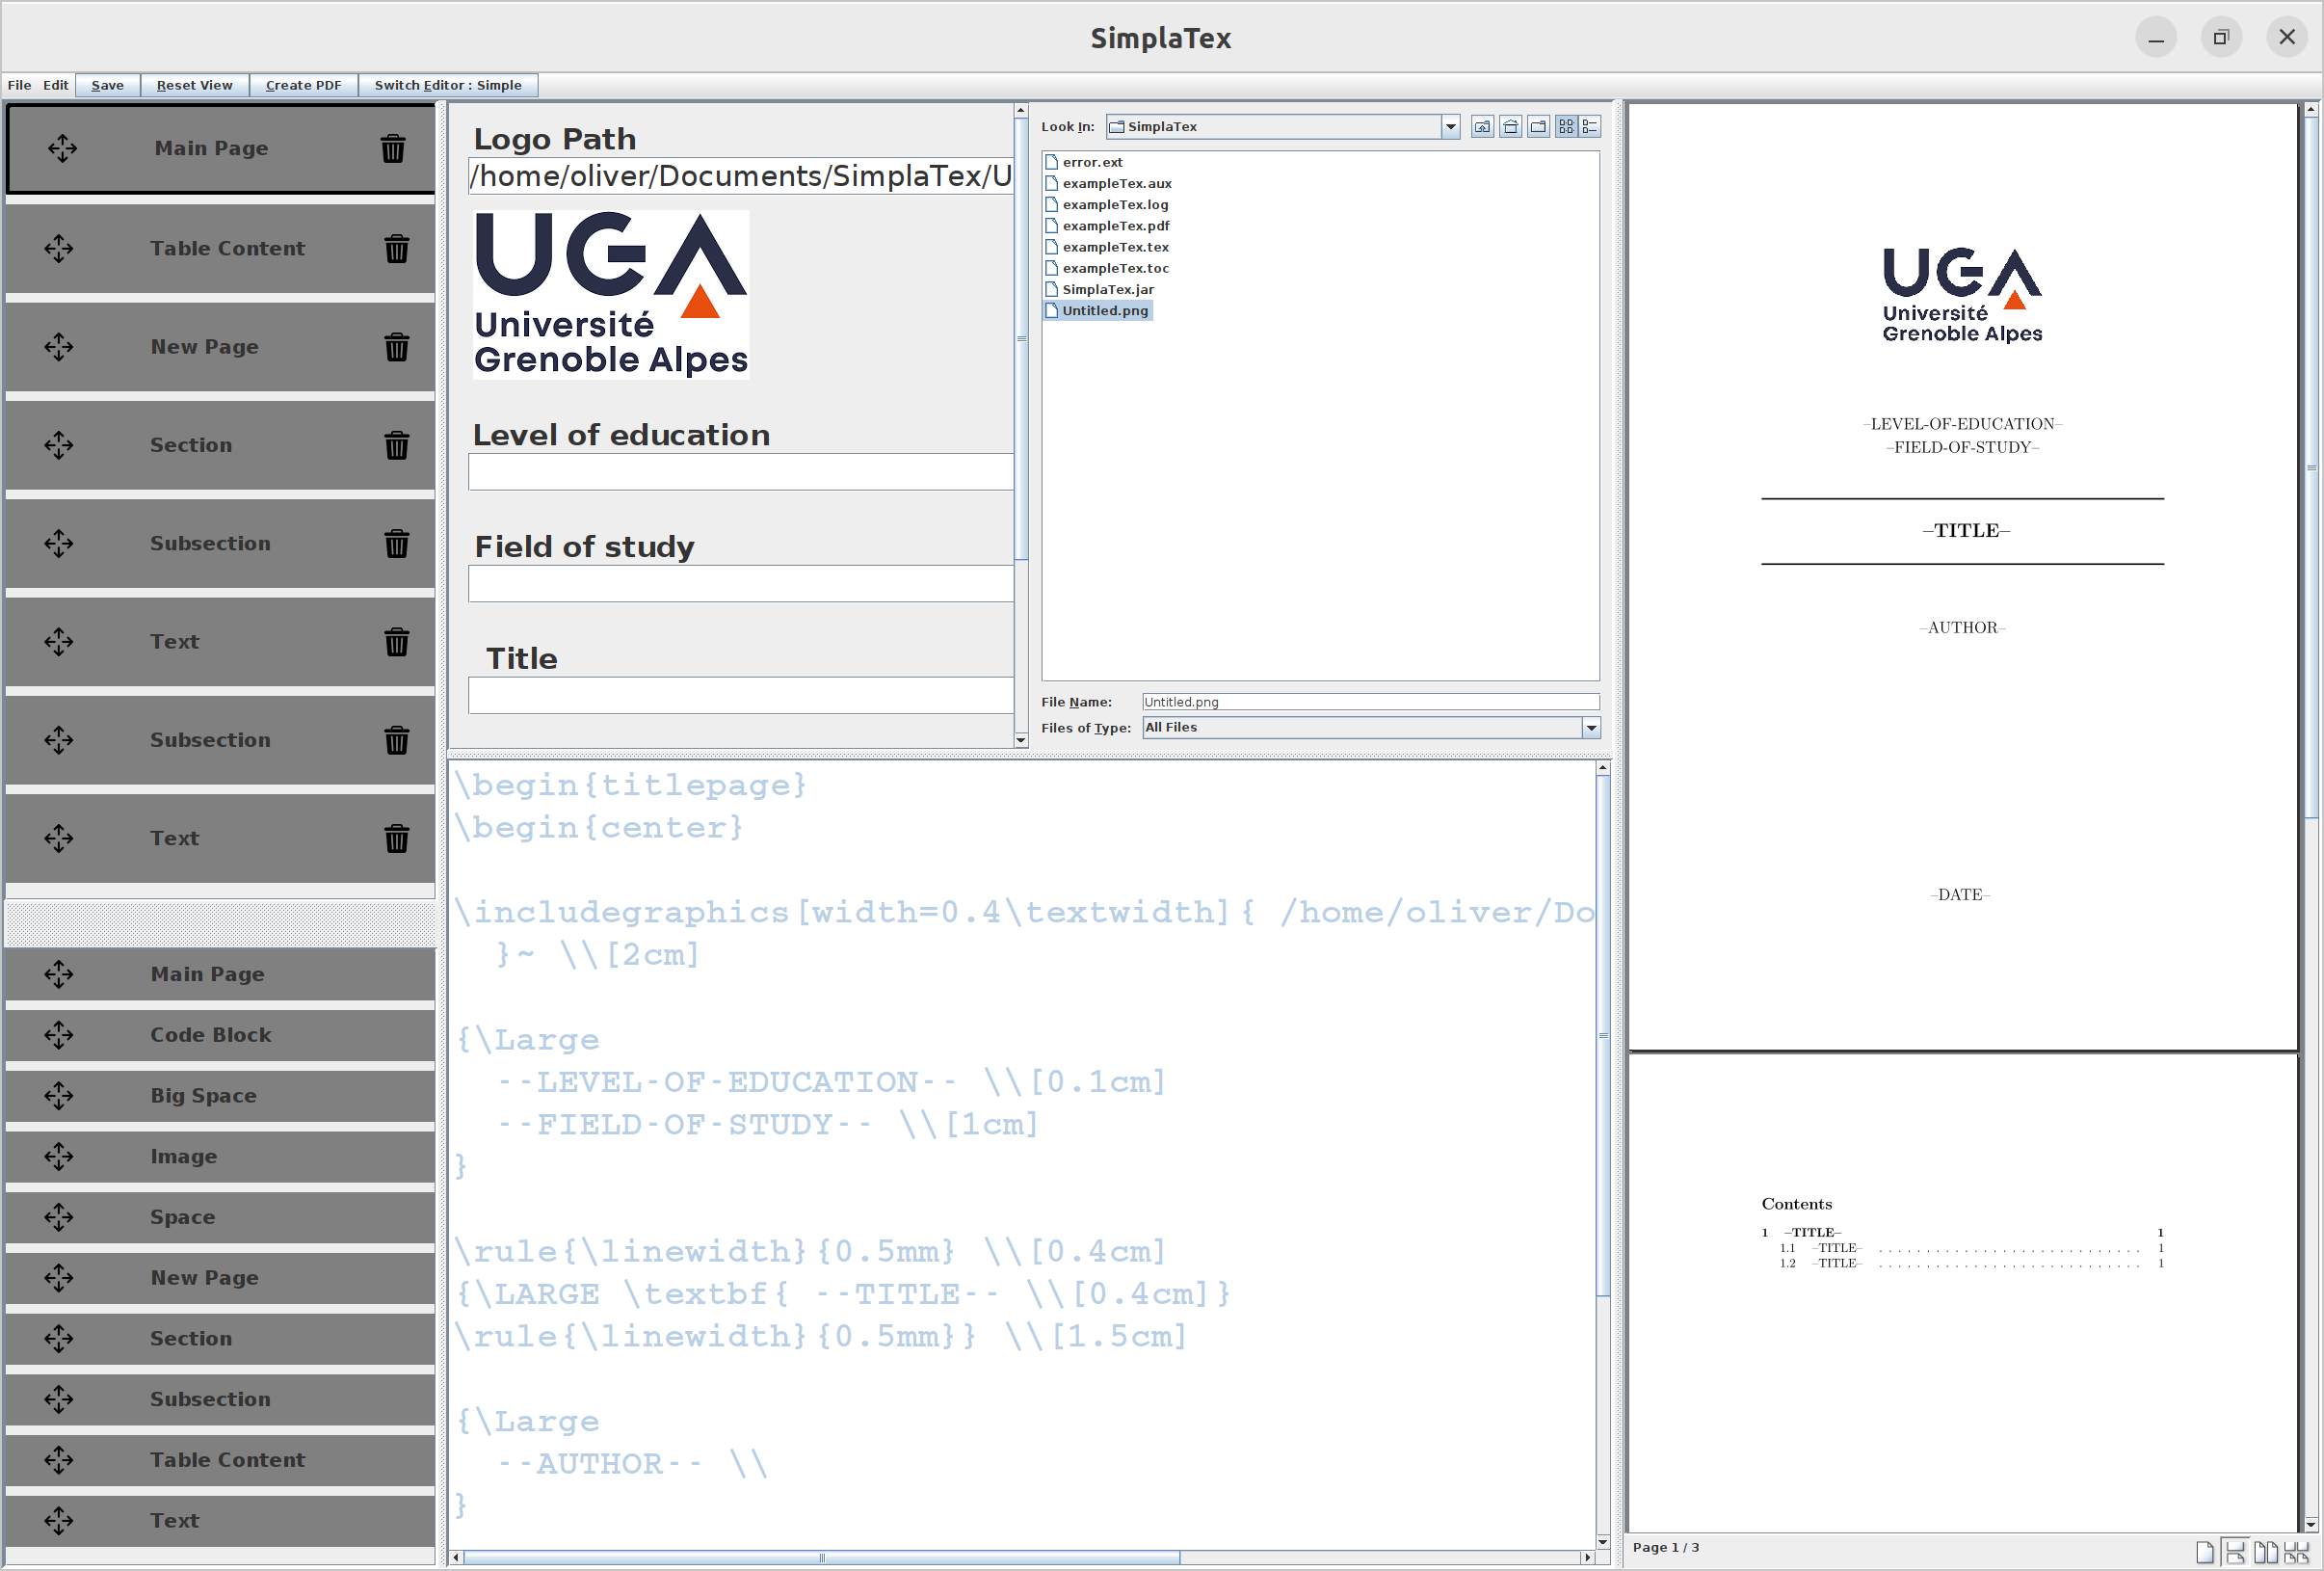 SimplaTex
File Edit Save Reset View Create PDF Switch Editor : Simple
Main Page
Table Content
New Page
Section
Subsection
Text
Subsection
Text
Main Page
Code Block
Big Space
Image
Space
New Page
Section
Subsection
Table Content
Text
Logo Path
/home/oliver/Documents/SimplaTex/U
UGA
Université
Grenoble Alpes
Level of education
Field of study
Title
Look In: SimplaTex
error.ext
exampleTex.aux
exampleTex.log
exampleTex.pdf
exampleTex.tex
exampleTex.toc
SimplaTex.jar
Untitled.png
File Name: Untitled.png
Files of Type: All Files
\begin{titlepage}
\begin{center}
\includegraphics[width=0.4\textwidth]{ /home/oliver/Do
}~ \\[2cm]
{\Large
--LEVEL-OF-EDUCATION-- \\[0.1cm]
--FIELD-OF-STUDY-- \\[1cm]
}
\rule{\linewidth}{0.5mm} \\[0.4cm]
{\LARGE \textbf{ --TITLE-- \\[0.4cm]}
\rule{\linewidth}{0.5mm}} \\[1.5cm]
{\Large
--AUTHOR-- \\
}
UGA
Université
Grenoble Alpes
–LEVEL-OF-EDUCATION–
–FIELD-OF-STUDY–
–TITLE–
–AUTHOR–
–DATE–
Contents
1 –TITLE– 1
1.1 –TITLE– . . . . . . . . . . . . . . . . . . . . . . . . . . . . 1
1.2 –TITLE– . . . . . . . . . . . . . . . . . . . . . . . . . . . . 1
Page 1 / 3